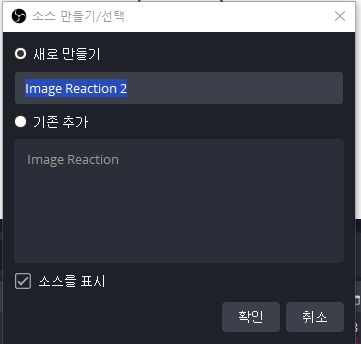 소스 만들기/선택
새로 만들기
Image Reaction 2
기존 추가
Image Reaction
소스를 표시
확인
취소